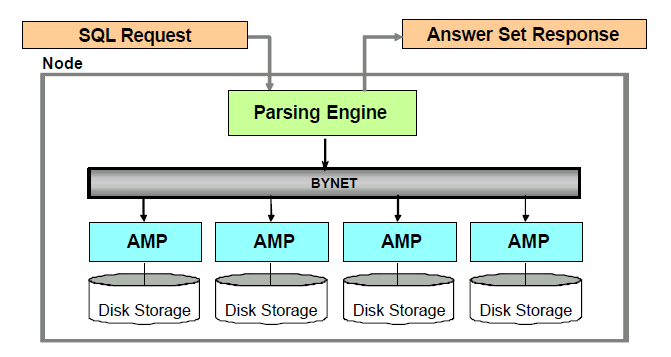 SQL Request
Answer Set Response
Node
Parsing Engine
BYNET
AMP
AMP
AMP
AMP
Disk Storage
Disk Storage
Disk Storage
Disk Storage